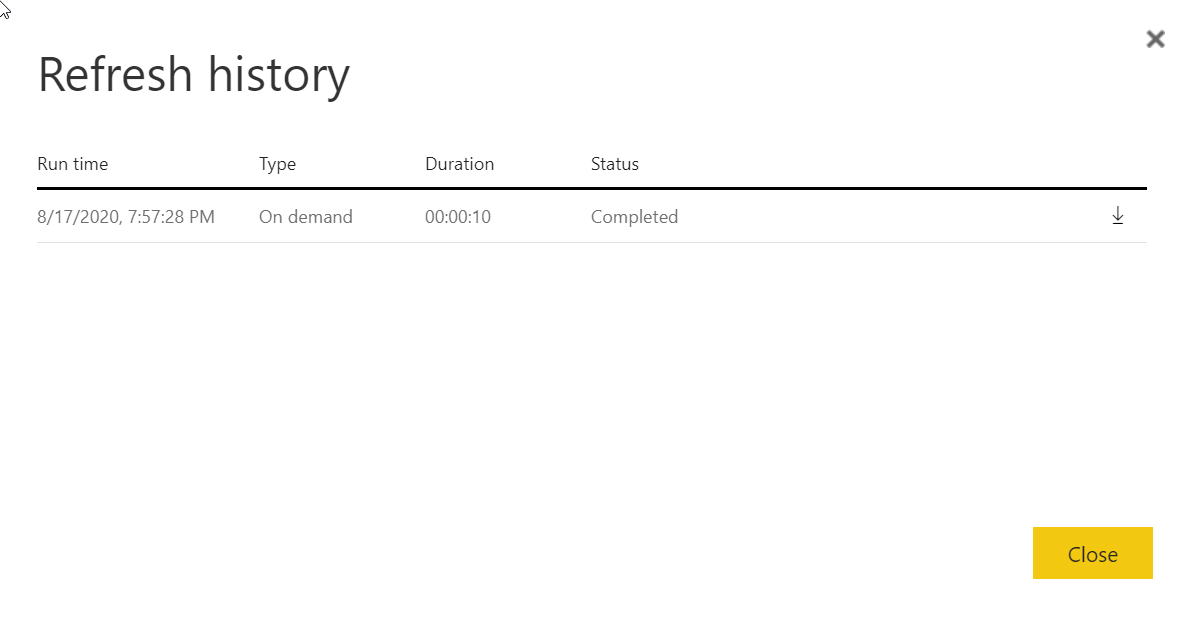 Refresh history
Run time Type Duration Status
8/17/2020, 7:57:28 PM On demand 00:00:10 Completed
Close